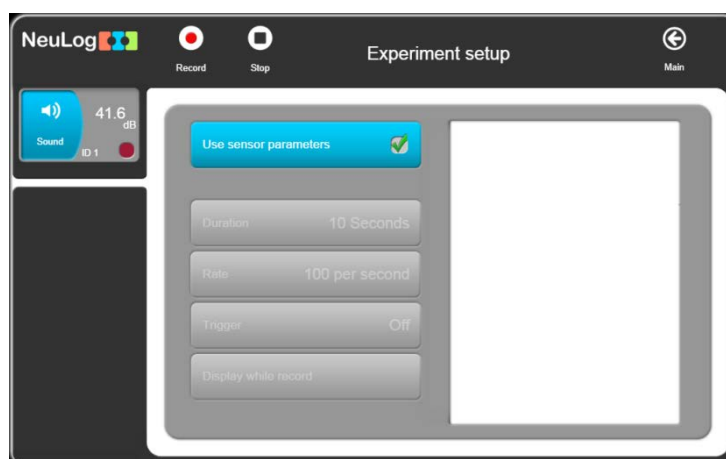 NeuLog
Record
Stop
Experiment setup
Main
41.6
dB
Sound
ID 1
Use sensor parameters
Duration 10 Seconds
Rate 100 per second
Trigger Off
Display while record